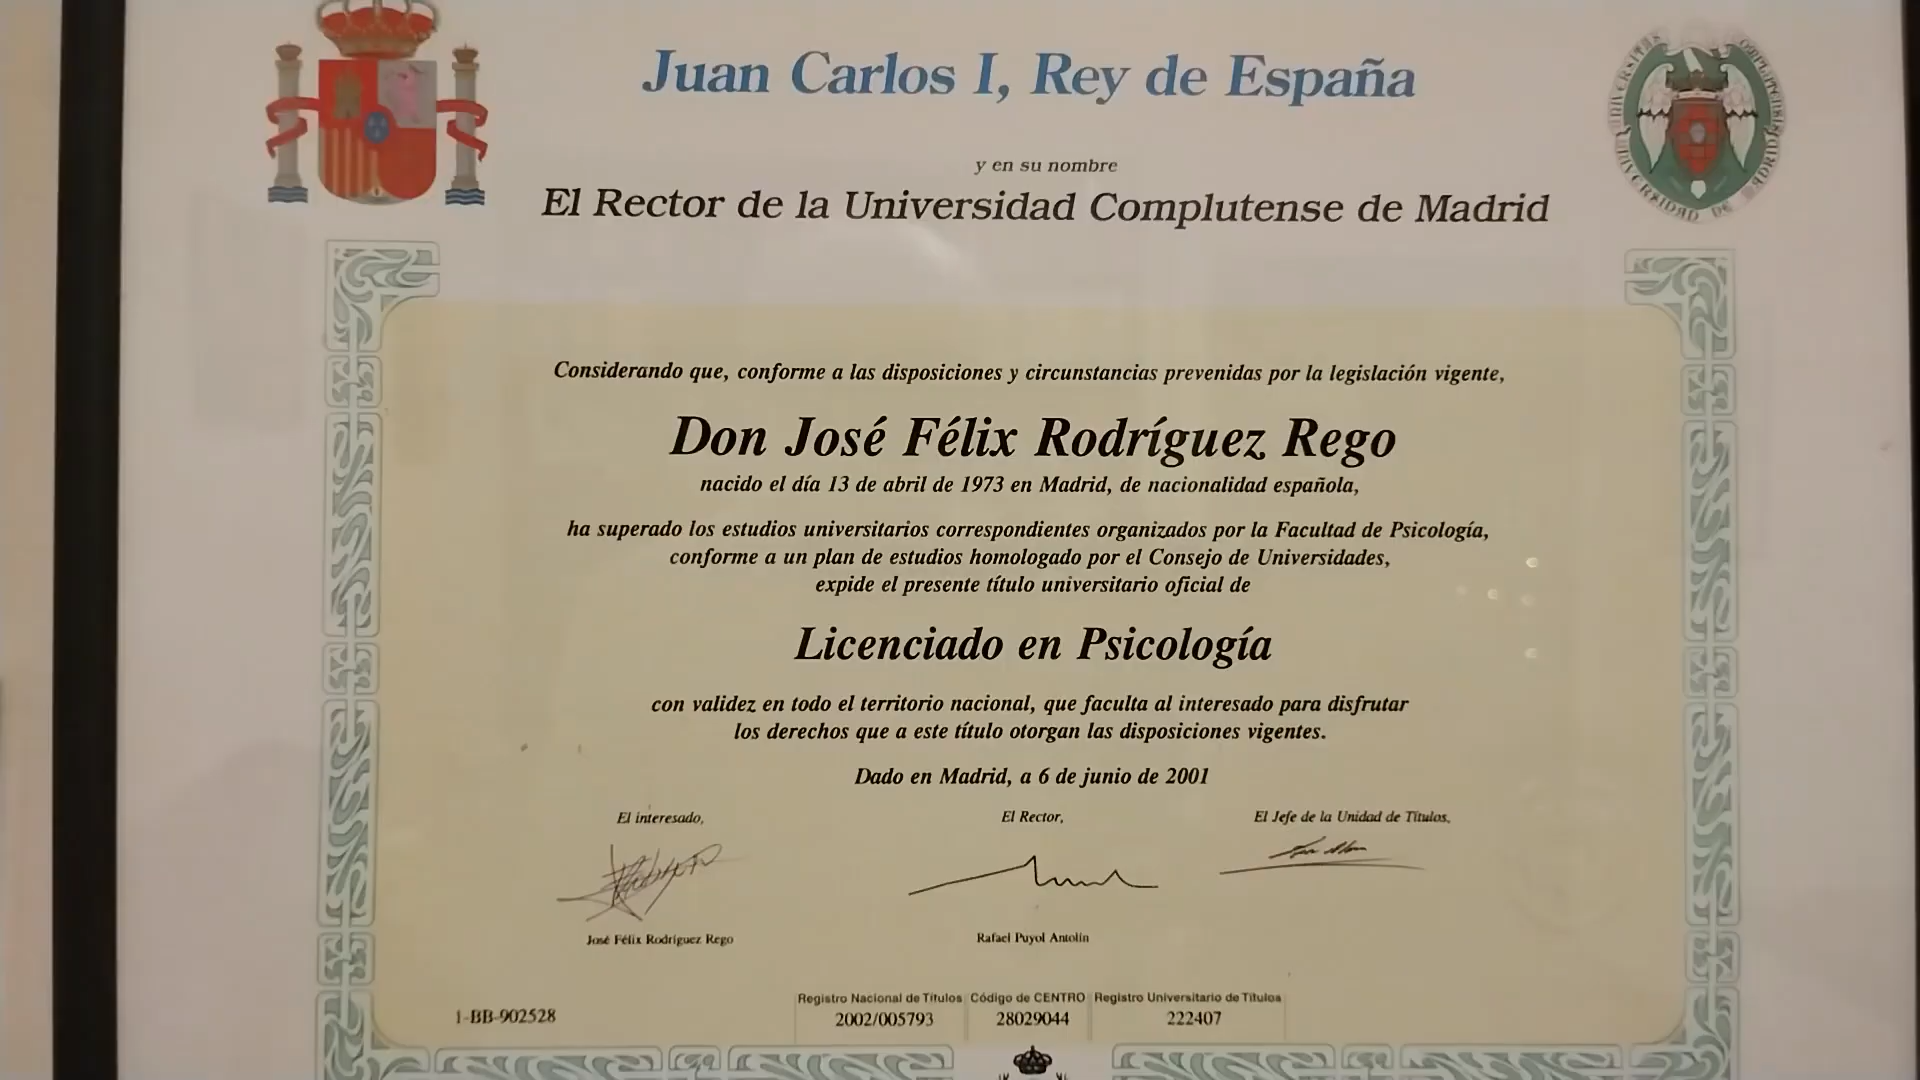 Juan Carlos I, Rey de España
y en su nombre
El Rector de la Universidad Complutense de Madrid
Considerando que, conforme a las disposiciones y circunstancias prevenidas por la legislación vigente,
Don José Félix Rodríguez Rego
nacido el día 13 de abril de 1973 en Madrid, de nacionalidad española,
ha superado los estudios universitarios correspondientes organizados por la Facultad de Psicología,
conforme a un plan de estudios homologado por el Consejo de Universidades,
expide el presente título universitario oficial de
Licenciado en Psicología
con validez en todo el territorio nacional, que faculta al interesado para disfrutar
los derechos que a este título otorgan las disposiciones vigentes.
Dado en Madrid, a 6 de junio de 2001
El interesado,
El Rector,
El Jefe de la Unidad de Títulos,
José Félix Rodríguez Rego
Rafael Puyol Antolín
1-BB-902528
Registro Nacional de Títulos Código de CENTRO Registro Universitario de Títulos
2002/005793 28029044 222407